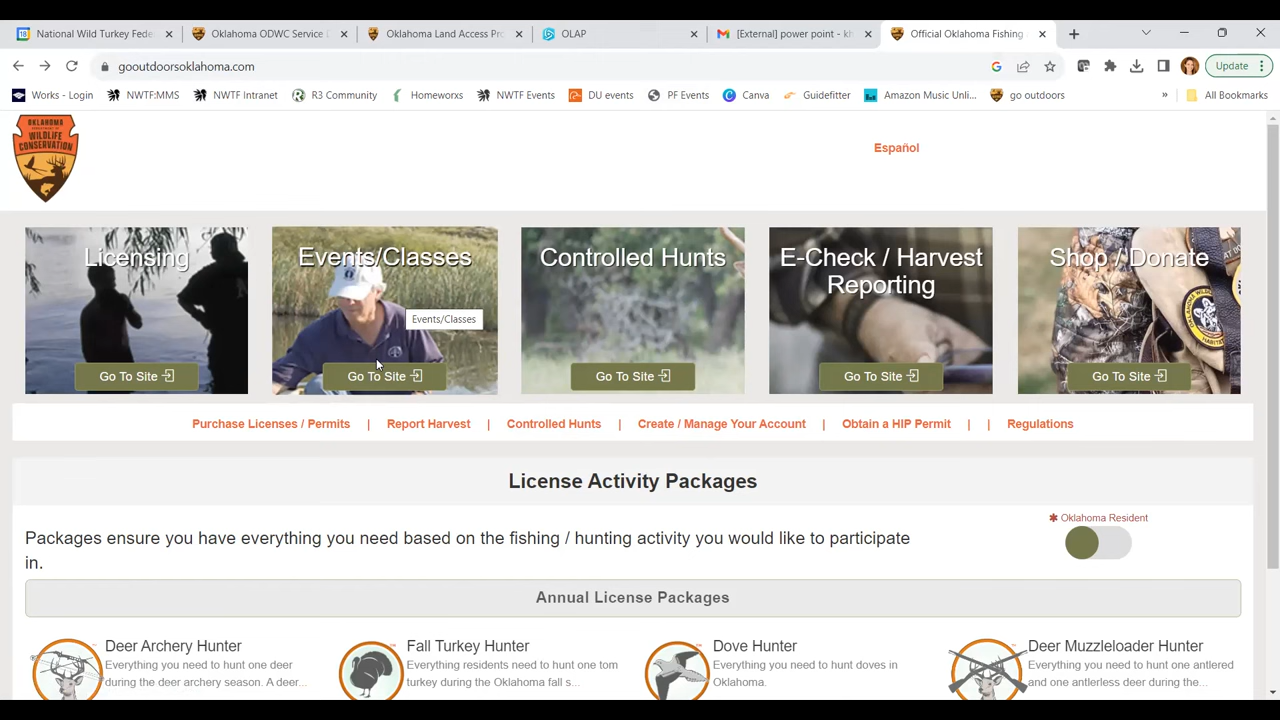 National Wild Turkey Fede
Oklahoma ODWC Service L
Oklahoma Land Access Pro
OLAP
[External] power point - kh
Official Oklahoma Fishing
gooutdoorsoklahoma.com
Update
Works - Login
NWTF:MMS
NWTF Intranet
R3 Community
Homeworxs
NWTF Events
DU events
PF Events
Canva
Guidefitter
Amazon Music Unli...
go outdoors
»
All Bookmarks
OKLAHOMA
WILDLIFE
CONSERVATION
Español
Licensing
Go To Site
Events/Classes
Events/Classes
Go To Site
Controlled Hunts
Go To Site
E-Check / Harvest
Reporting
Go To Site
Shop / Donate
Go To Site
Purchase Licenses / Permits | Report Harvest | Controlled Hunts | Create / Manage Your Account | Obtain a HIP Permit | | Regulations
License Activity Packages
Packages ensure you have everything you need based on the fishing / hunting activity you would like to participate
in.
✱ Oklahoma Resident
Annual License Packages
Deer Archery Hunter
Everything you need to hunt one deer
during the deer archery season. A deer...
Fall Turkey Hunter
Everything residents need to hunt one tom
turkey during the Oklahoma fall s...
Dove Hunter
Everything you need to hunt doves in
Oklahoma.
Deer Muzzleloader Hunter
Everything you need to hunt one antlered
and one antlerless deer during the...